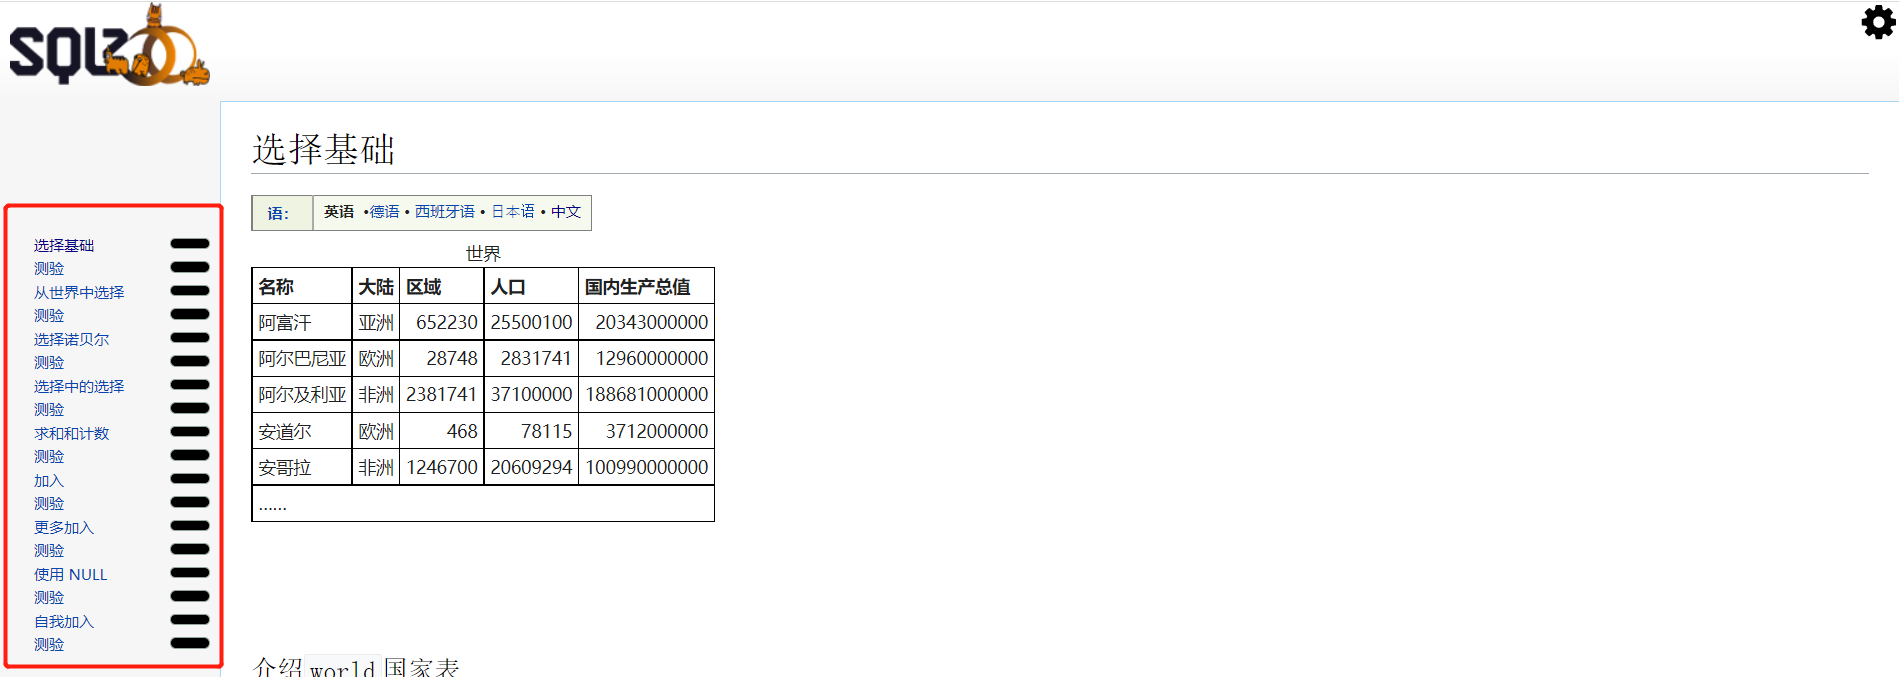 SQLZOO
选择基础
语: 英语 •德语 • 西班牙语 • 日本语 • 中文
选择基础
测验
从世界中选择
测验
选择诺贝尔
测验
选择中的选择
测验
求和和计数
测验
加入
测验
更多加入
测验
使用 NULL
测验
自我加入
测验
世界
名称 大陆 区域 人口 国内生产总值
阿富汗 亚洲 652230 25500100 20343000000
阿尔巴尼亚 欧洲 28748 2831741 12960000000
阿尔及利亚 非洲 2381741 37100000 188681000000
安道尔 欧洲 468 78115 3712000000
安哥拉 非洲 1246700 20609294 100990000000
......
介绍world国家表